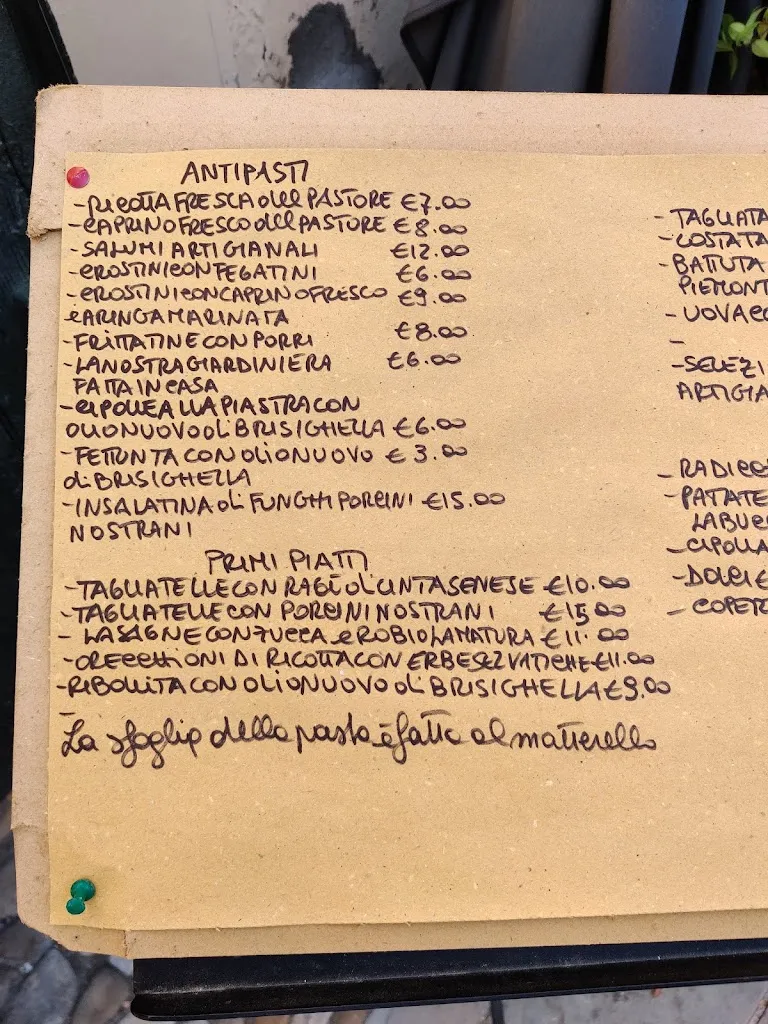 ANTIPASTI
- RICOTTA FRESCA dell PASTORE €7.00
- CAPRINO FRESCO dell PASTORE €8.00
- SALUMI ARTIGIANALI €12.00
- CROSTINI CON FEGATINI €6.00
- CROSTINI CON CAPRINO FRESCO €9.00
e ARINGA MARINATA
- FRITTATINE CON PORRI €8.00
- LA NOSTRA GIARDINIERA €6.00
FATTA IN CASA
- CIPOLLE ALLA PIASTRA CON
OLIO NUOVO di BRISIGHELLA €6.00
- FETTUNTA CON OLIO NUOVO €3.00
di BRISIGHELLA
- INSALATINA di FUNGHI PORCINI €15.00
NOSTRANI
PRIMI PIATTI
- TAGLIATELLE CON RAGÙ di CINTA SENESE €10.00
- TAGLIATELLE CON PORCINI NOSTRANI €15.00
- LASAGNE CON ZUCCA e ROBIOLA MATURA €11.00
- ORECCHIONI DI RICOTTA CON ERBE SELVATICHE €11.00
- RIBOLLITA CON OLIO NUOVO di BRISIGHELLA €9.00
-
La sfoglia della pasta è fatta al matterello
- TAGLIATA
- COSTATA
- BATTUTA
PIEMONT
- UOVA CO
-
- SELEZI
ARTIGIA
- RADICC
- PATATE
LA BUCC
- CIPOLLA
- DOLCI €
- COPERT